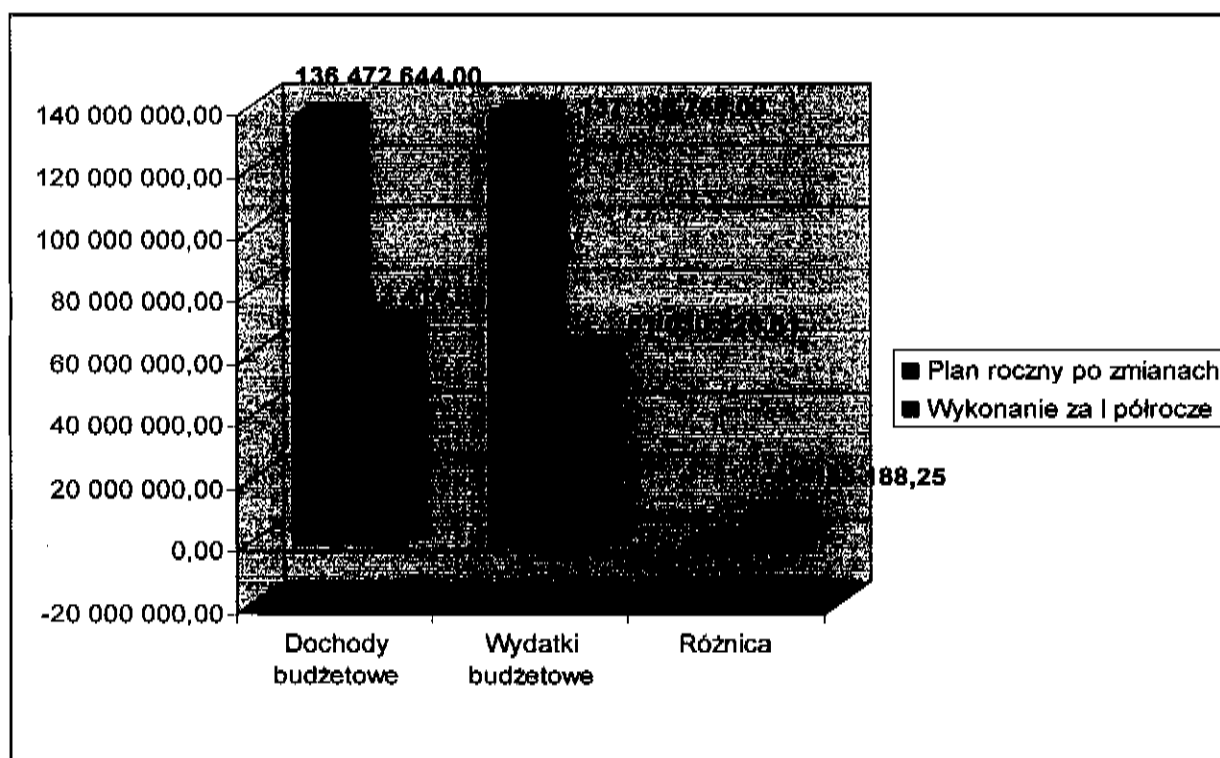 136 472 644,00
140 000 000,00
120 000 000,00
100 000 000,00
80 000 000,00
60 000 000,00
40 000 000,00
20 000 000,00
188,25
0,00
-20 000 000,00
Dochody budżetowe
Wydatki budżetowe
Różnica
Plan roczny po zmianach
Wykonanie za I półrocze